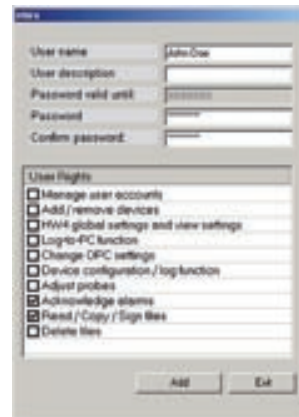 User name John Doe
User description
Password valid until:
Password ********
Confirm password: ********
User Rights
Manage user accounts
Add / remove devices
HW4 global settings and view settings
Log-to-PC function
Change OPC settings
Device configuration / log function
Adjust probes
Acknowledge alarms
Read / Copy / Sign files
Delete files
Add Exit